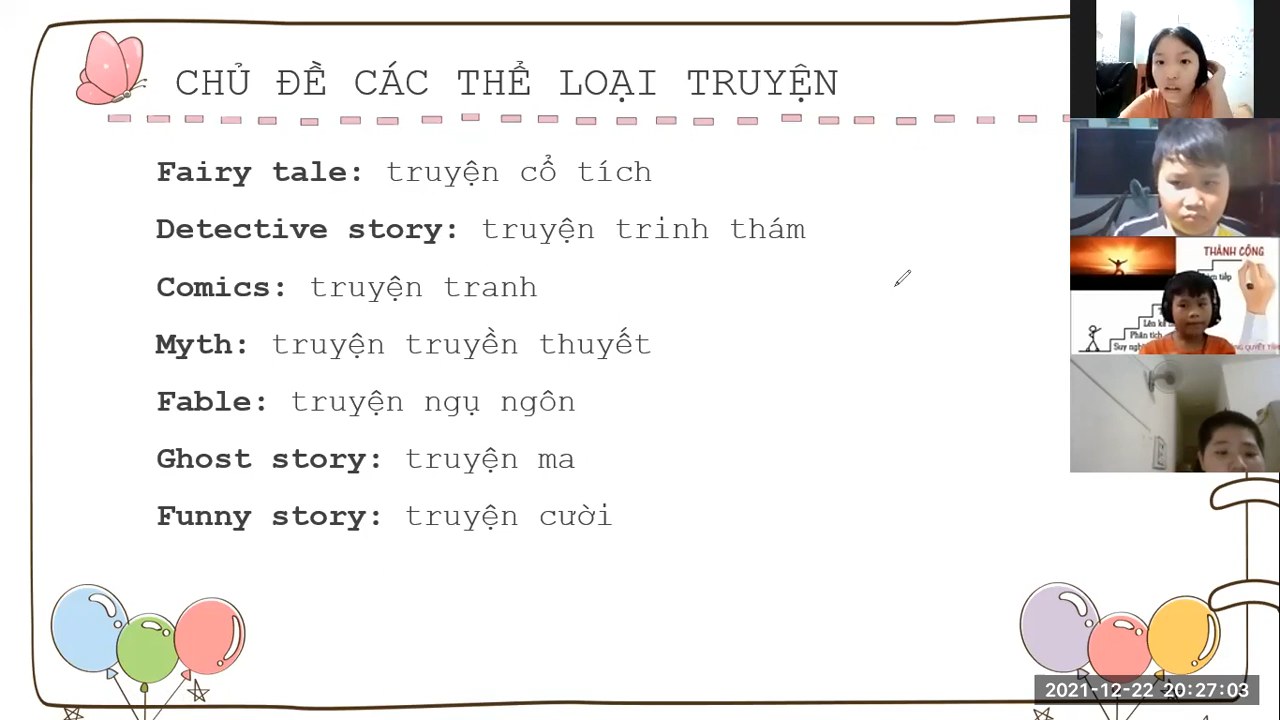 CHỦ ĐỀ CÁC THỂ LOẠI TRUYỆN
Fairy tale: truyện cổ tích
Detective story: truyện trinh thám
Comics: truyện tranh
Myth: truyện truyền thuyết
Fable: truyện ngụ ngôn
Ghost story: truyện ma
Funny story: truyện cười
THÀNH CÔNG
Phân tích
2021-12-22 20:27:03